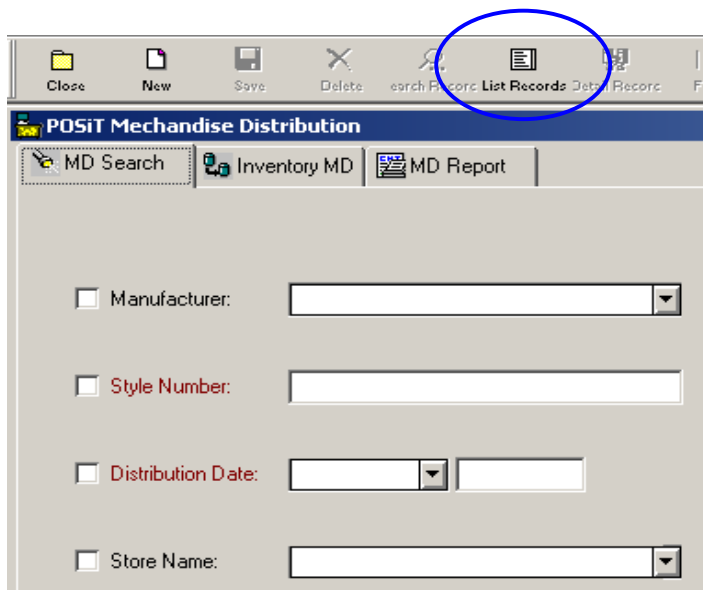 Close New Save Delete earch Recorc List Records Detail Recorc F
POSiT Mechandise Distribution
MD Search Inventory MD MD Report
Manufacturer:
Style Number:
Distribution Date:
Store Name: